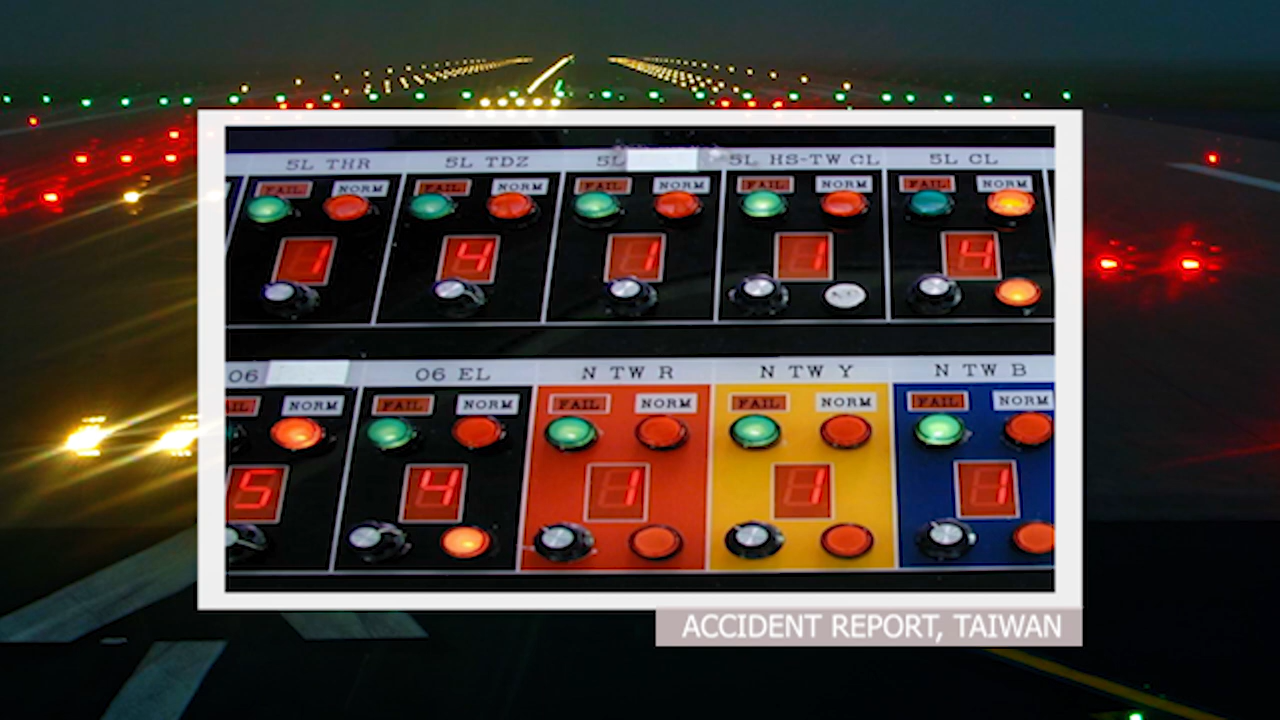 5L THR 5L TDZ 5L 5L HS-TW CL 5L CL
FAIL NORM FAIL NORM FAIL NORM FAIL NORM FAIL NORM
1 4 1 1 4
06 06 EL N TW R N TW Y N TW B
NORM FAIL NORM FAIL NORM FAIL NORM FAIL NORM
5 4 1 1 1
ACCIDENT REPORT, TAIWAN